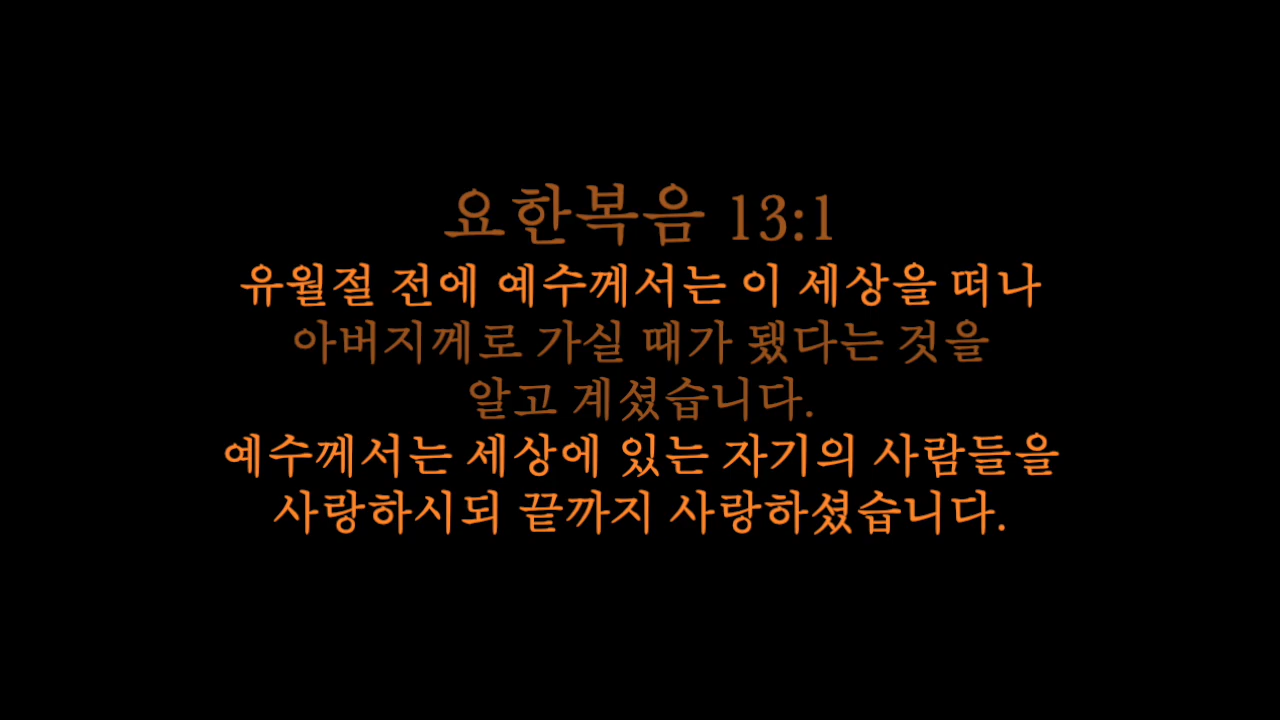 요한복음 13:1
유월절 전에 예수께서는 이 세상을 떠나
아버지께로 가실 때가 됐다는 것을
알고 계셨습니다.
예수께서는 세상에 있는 자기의 사람들을
사랑하시되 끝까지 사랑하셨습니다.